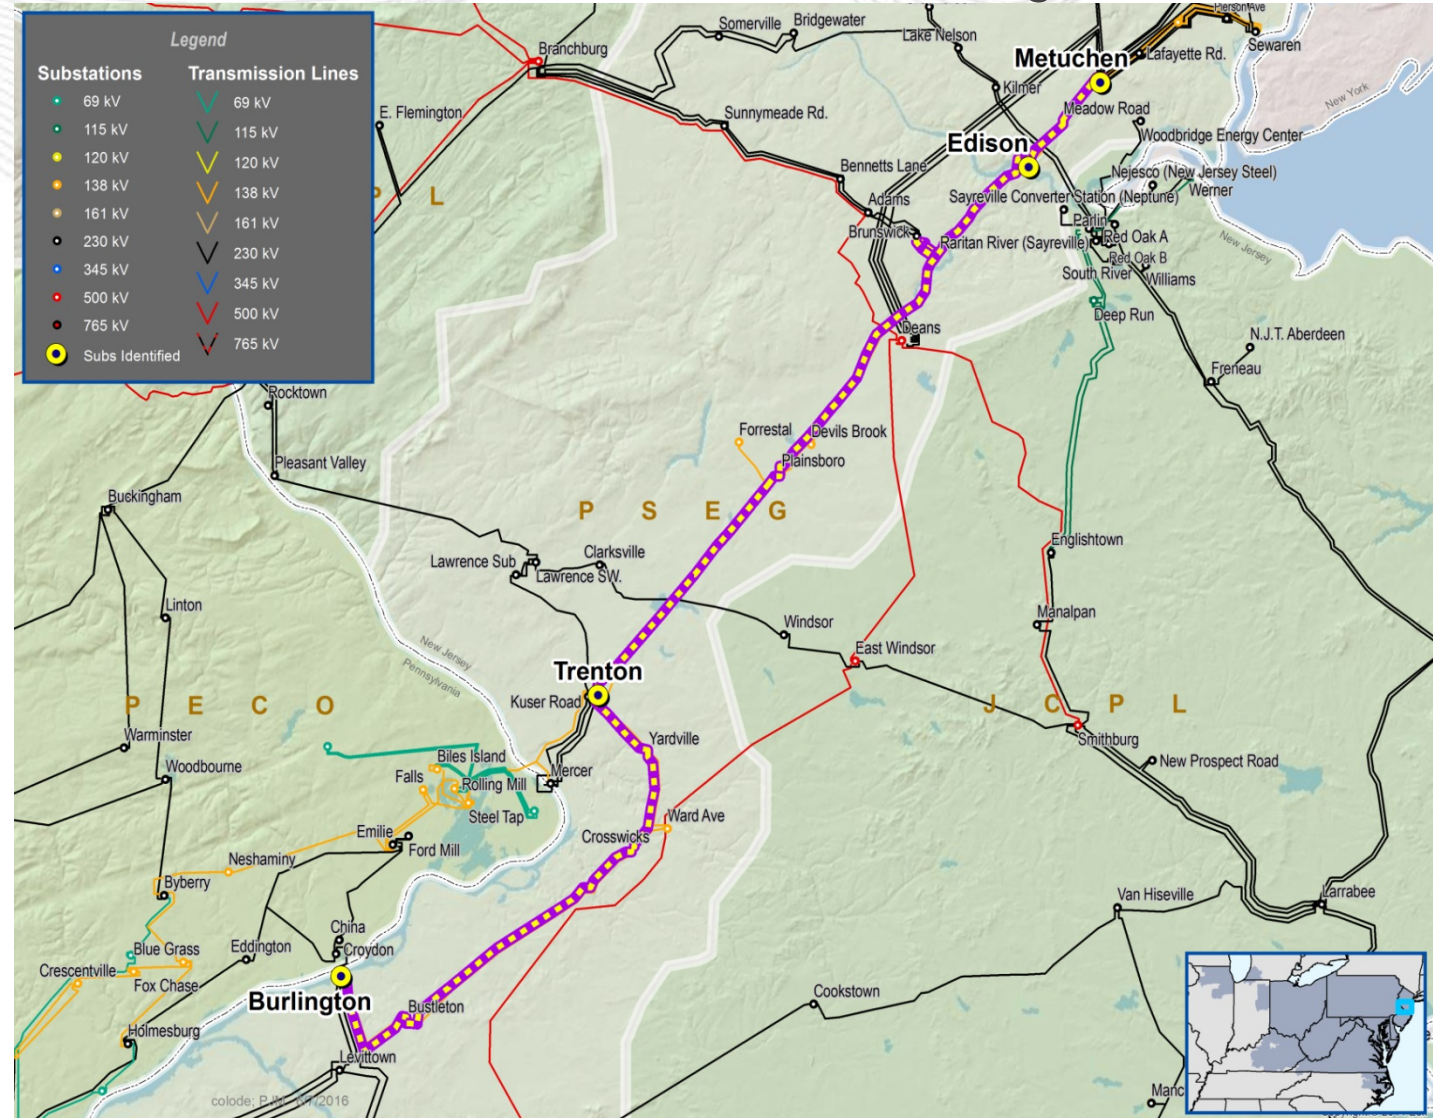 Legend
Substations
69 kV
115 kV
120 kV
138 kV
161 kV
230 kV
345 kV
500 kV
765 kV
Subs Identified
Transmission Lines
69 kV
115 kV
120 kV
138 kV
161 kV
230 kV
345 kV
500 kV
765 kV
Branchburg
Somerville
Bridgewater
Lake Nelson
Pierson Ave
Sewaren
Metuchen
Lafayette Rd.
Kilmer
New York
E. Flemington
Sunnymeade Rd.
Meadow Road
Woodbridge Energy Center
Edison
Bennetts Lane
Nejesco (New Jersey Steel)
Werner
P L
Adams
Sayreville Converter Station (Neptune)
Parlin
Brunswick
Raritan River (Sayreville)
Red Oak A
New Jersey
Red Oak B
South River
Williams
Deep Run
Deans
N.J.T. Aberdeen
Freneau
Rocktown
Forrestal
Devils Brook
Plainsboro
Pleasant Valley
Buckingham
P S E G
Englishtown
Lawrence Sub
Clarksville
Lawrence SW.
Linton
Manalpan
Windsor
East Windsor
New Jersey
Pennsylvania
Trenton
Kuser Road
P E C O
J C P L
Smithburg
Warminster
Yardville
Biles Island
Woodbourne
Falls
Rolling Mill
Mercer
New Prospect Road
Steel Tap
Ward Ave
Emilie
Crosswicks
Ford Mill
Neshaminy
Byberry
Van Hiseville
Larrabee
China
Croydon
Blue Grass
Eddington
Crescentville
Fox Chase
Burlington
Bustleton
Cookstown
Holmesburg
Levittown
Manc